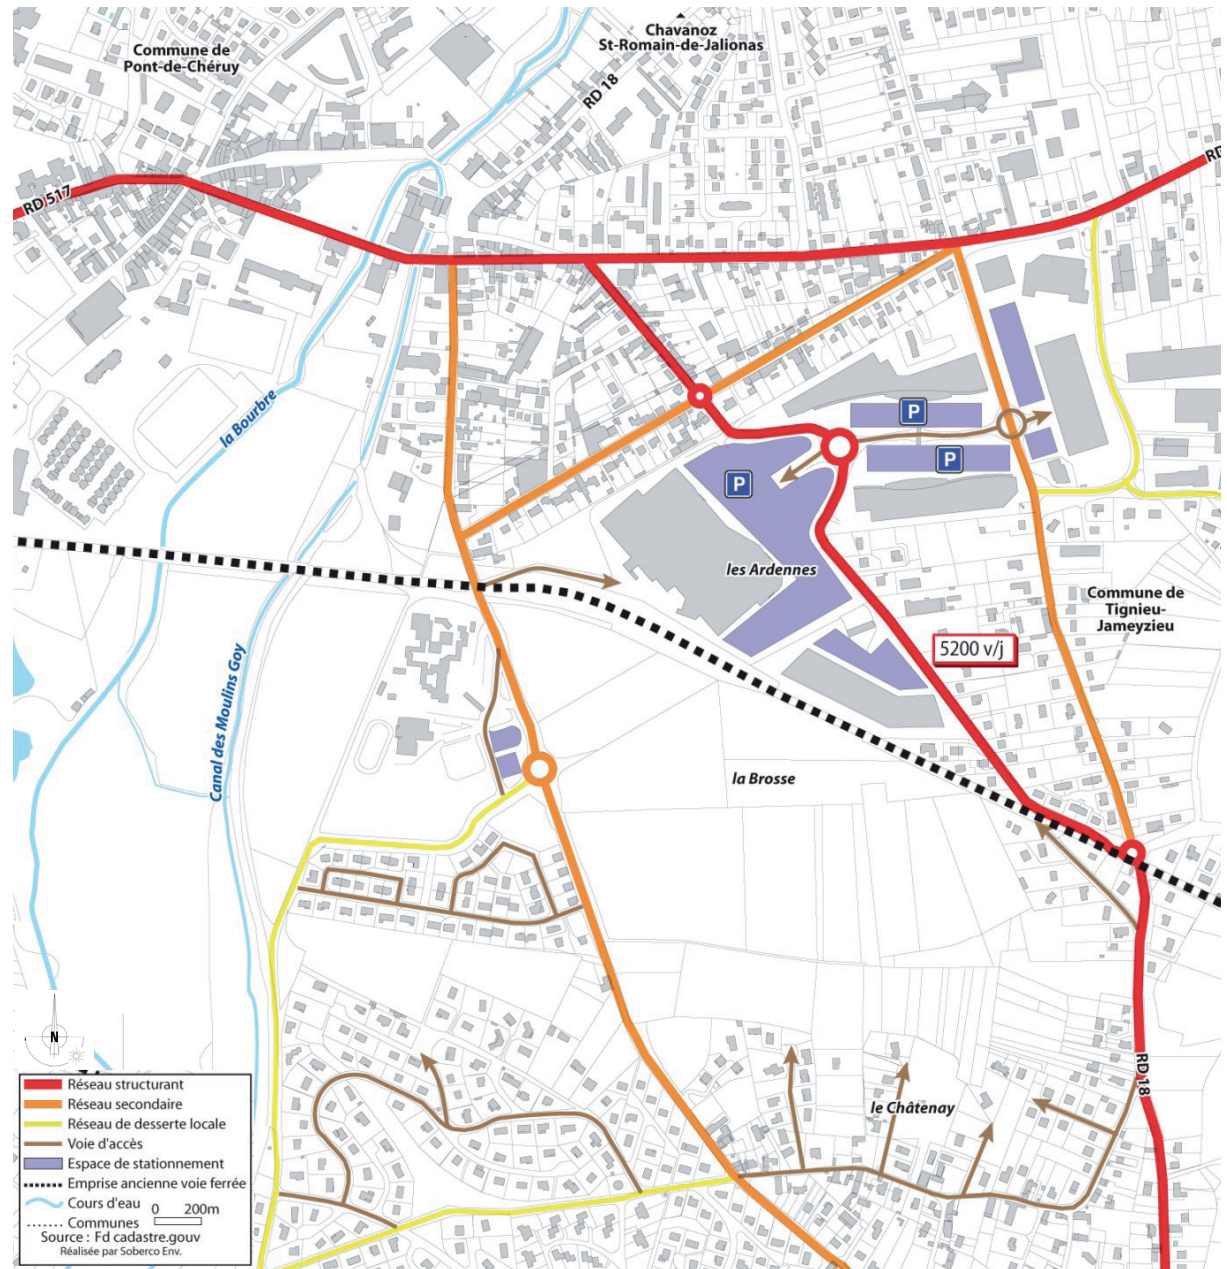 Commune de
Pont-de-Chéruy
Chavanoz
St-Romain-de-Jalionas
RD 18
RD 517
RD
la Bourbre
P
P
P
les Ardennes
Commune de
Tignieu-
Jameyzieu
5200 v/j
Canal des Moulins Goy
la Brosse
N
RD 18
le Châtenay
Réseau structurant
Réseau secondaire
Réseau de desserte locale
Voie d'accès
Espace de stationnement
Emprise ancienne voie ferrée
Cours d'eau
0 200m
Communes
Source : Fd cadastre.gouv
Réalisée par Soberco Env.